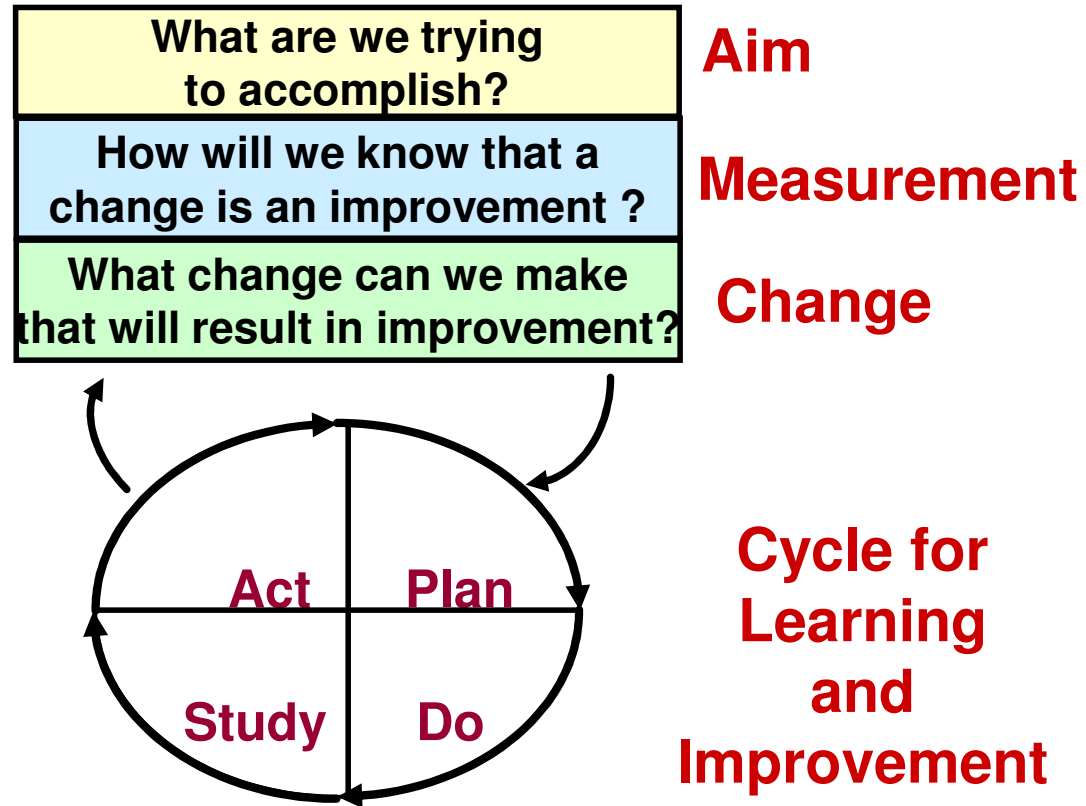 What are we trying
to accomplish?
Aim
How will we know that a
change is an improvement ?
Measurement
What change can we make
that will result in improvement?
Change
Act
Plan
Study
Do
Cycle for
Learning
and
Improvement